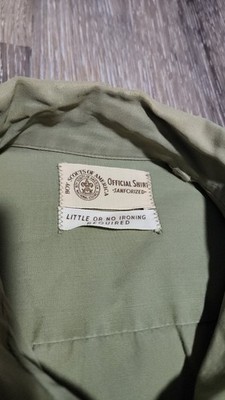 BOY SCOUTS OF AMERICA
OFFICIAL SHIRT
-SANFORIZED-
LITTLE OR NO IRONING
REQUIRED